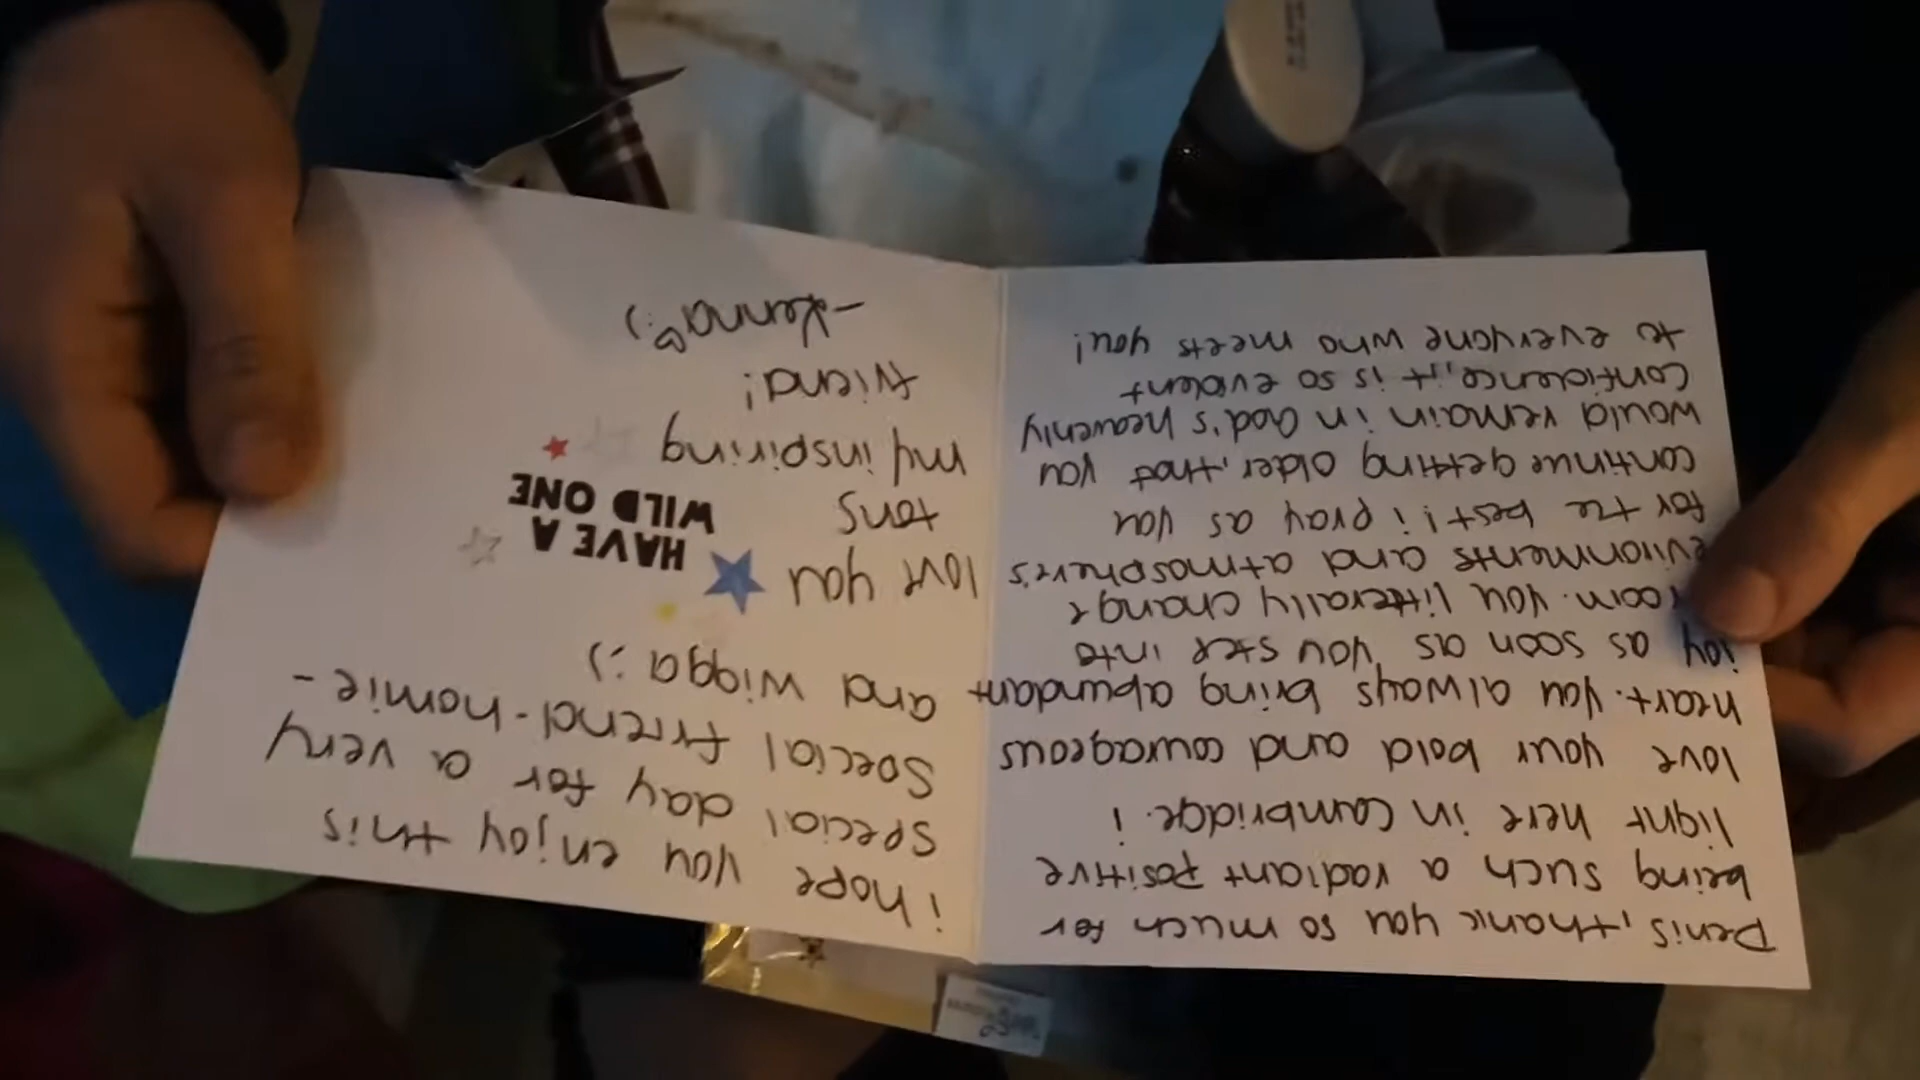 Denis, thank you so much for
being such a radiant positive
light here in cambridge. i
love your bold and courageous
heart. you always bring abundant
joy as soon as you step into
room. you litterally change
evironments and atmosphere's
for the best! i pray as you
continue getting older, that you
would remain in God's heavenly
confidence, it is so evident
to everyone who meets you!
i hope you enjoy this
special day for a very
special friend-homie-
and wigga :)
love you
tons
my inspiring
friend!
-Kenna :)
HAVE A
WILD ONE